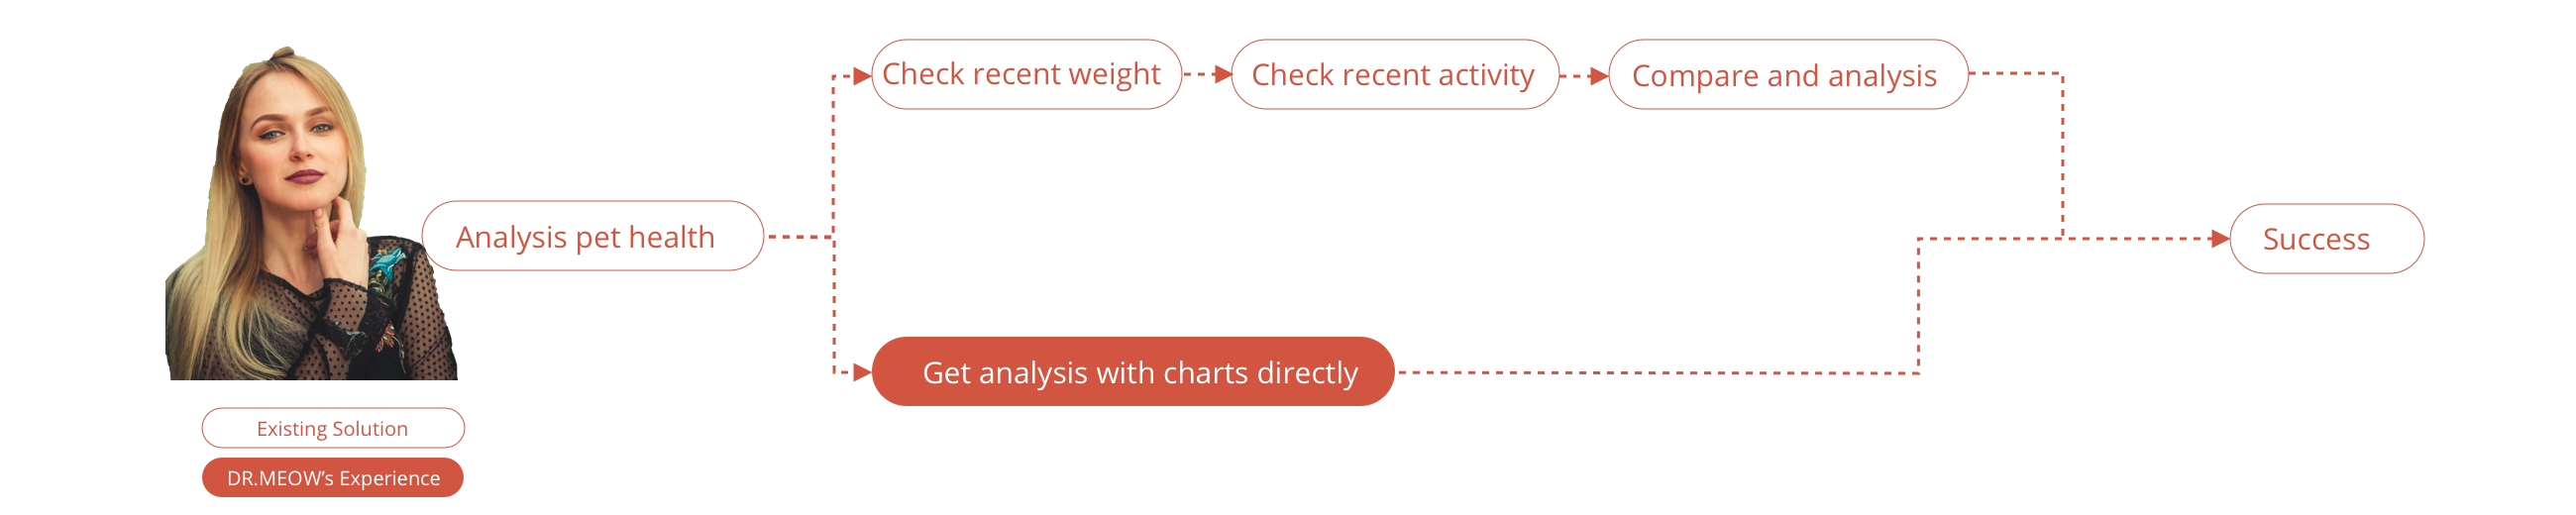 Check recent weight
Check recent activity
Compare and analysis
Analysis pet health
Success
Get analysis with charts directly
Existing Solution
DR.MEOW’s Experience